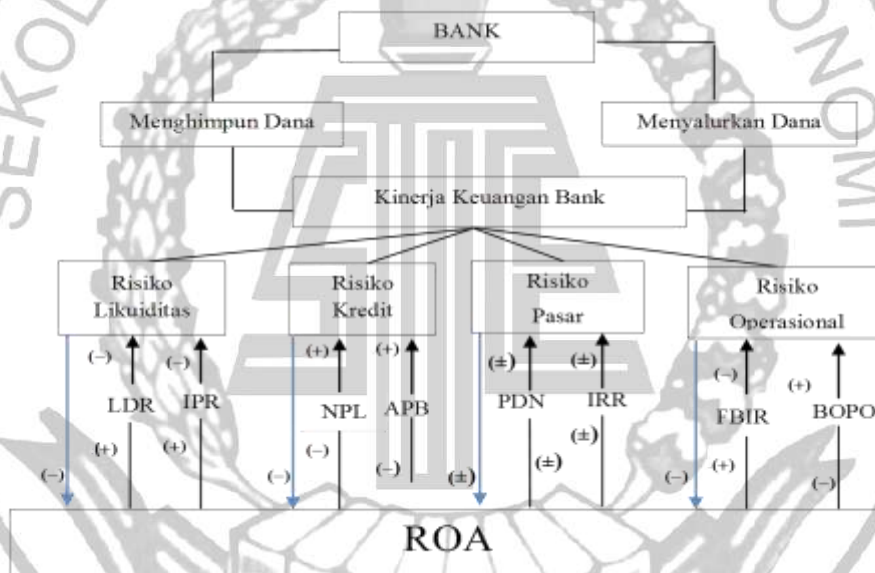 BANK
Menghimpun Dana
Menyalurkan Dana
Kinerja Keuangan Bank
Risiko
Likuiditas
Risiko
Kredit
Risiko
Pasar
Risiko
Operasional
(–) (–) (+) (+) (±) (±) (–) (+)
LDR IPR NPL APB PDN IRR FBIR BOPO
(+) (+) (–) (–) (±) (±) (+) (–)
(–) (–) (±) (–)
ROA